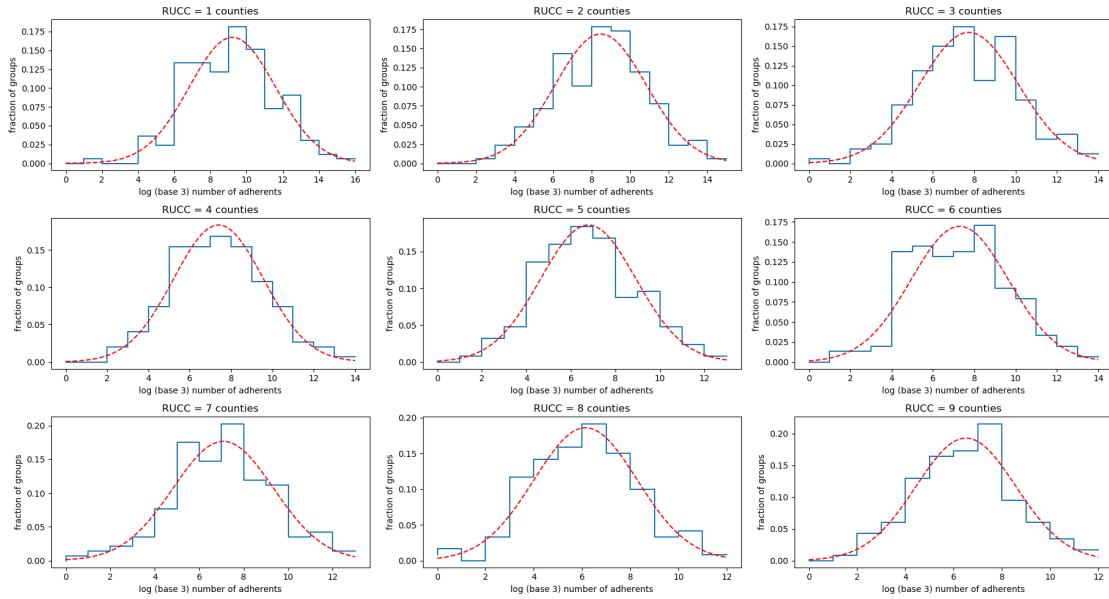 RUCC = 1 counties
fraction of groups
0.175
0.150
0.125
0.100
0.075
0.050
0.025
0.000
0 2 4 6 8 10 12 14 16
log (base 3) number of adherents
RUCC = 2 counties
fraction of groups
0.175
0.150
0.125
0.100
0.075
0.050
0.025
0.000
0 2 4 6 8 10 12 14
log (base 3) number of adherents
RUCC = 3 counties
fraction of groups
0.175
0.150
0.125
0.100
0.075
0.050
0.025
0.000
0 2 4 6 8 10 12 14
log (base 3) number of adherents
RUCC = 4 counties
fraction of groups
0.15
0.10
0.05
0.00
0 2 4 6 8 10 12 14
log (base 3) number of adherents
RUCC = 5 counties
fraction of groups
0.15
0.10
0.05
0.00
0 2 4 6 8 10 12
log (base 3) number of adherents
RUCC = 6 counties
fraction of groups
0.175
0.150
0.125
0.100
0.075
0.050
0.025
0.000
0 2 4 6 8 10 12 14
log (base 3) number of adherents
RUCC = 7 counties
fraction of groups
0.20
0.15
0.10
0.05
0.00
0 2 4 6 8 10 12
log (base 3) number of adherents
RUCC = 8 counties
fraction of groups
0.20
0.15
0.10
0.05
0.00
0 2 4 6 8 10 12
log (base 3) number of adherents
RUCC = 9 counties
fraction of groups
0.20
0.15
0.10
0.05
0.00
0 2 4 6 8 10 12
log (base 3) number of adherents